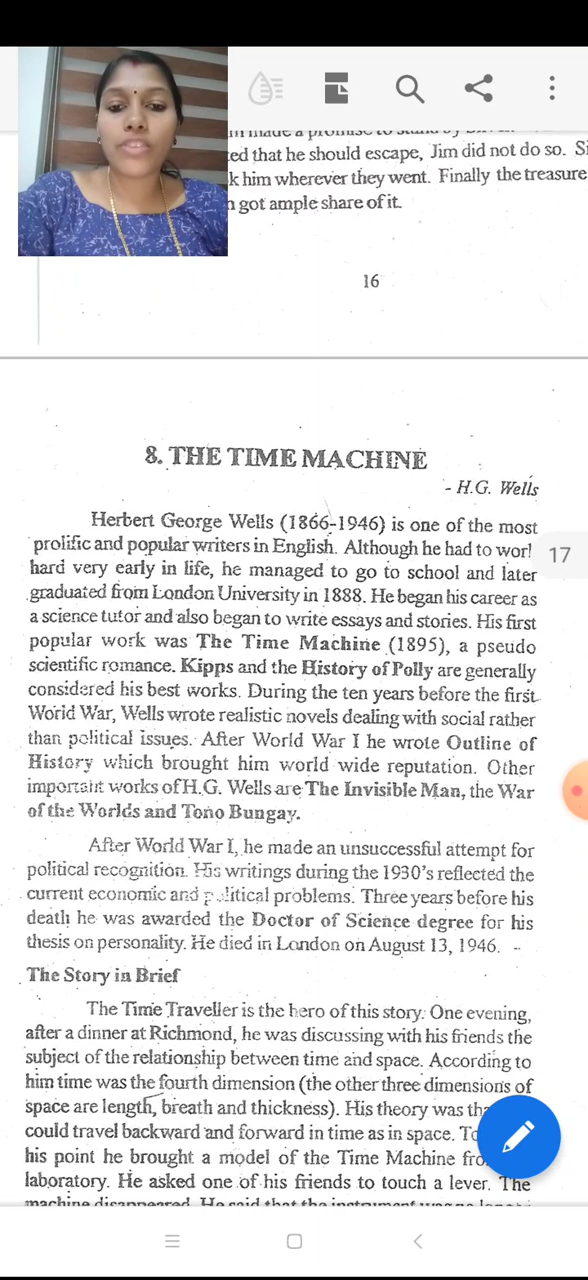 ted that he should escape, Jim did not do so.
k him wherever they went. Finally the treasure
got ample share of it.
16
8. THE TIME MACHINE
- H.G. Wells
17
Herbert George Wells (1866-1946) is one of the most
prolific and popular writers in English. Although he had to
hard very early in life, he managed to go to school and later
graduated from London University in 1888. He began his career as
a science tutor and also began to write essays and stories. His first
popular work was The Time Machine (1895), a pseudo
scientific romance. Kipps and the History of Polly are generally
considered his best works. During the ten years before the first
World War, Wells wrote realistic novels dealing with social rather
than political issues. After World War I he wrote Outline of
History which brought him world wide reputation. Other
important works of H.G. Wells are The Invisible Man, the War
of the Worlds and Tono Bungay.
After World War I, he made an unsuccessful attempt for
political recognition. His writings during the 1930's reflected the
current economic and political problems. Three years before his
death he was awarded the Doctor of Science degree for his
thesis on personality. He died in London on August 13, 1946.
The Story in Brief
The Time Traveller is the hero of this story. One evening,
after a dinner at Richmond, he was discussing with his friends the
subject of the relationship between time and space. According to
him time was the fourth dimension (the other three dimensions of
space are length, breath and thickness). His theory was
could travel backward and forward in time as in space.
his point he brought a model of the Time Machine
laboratory. He asked one of his friends to touch a lever. The
machine disappeared. He said that the instrument was no